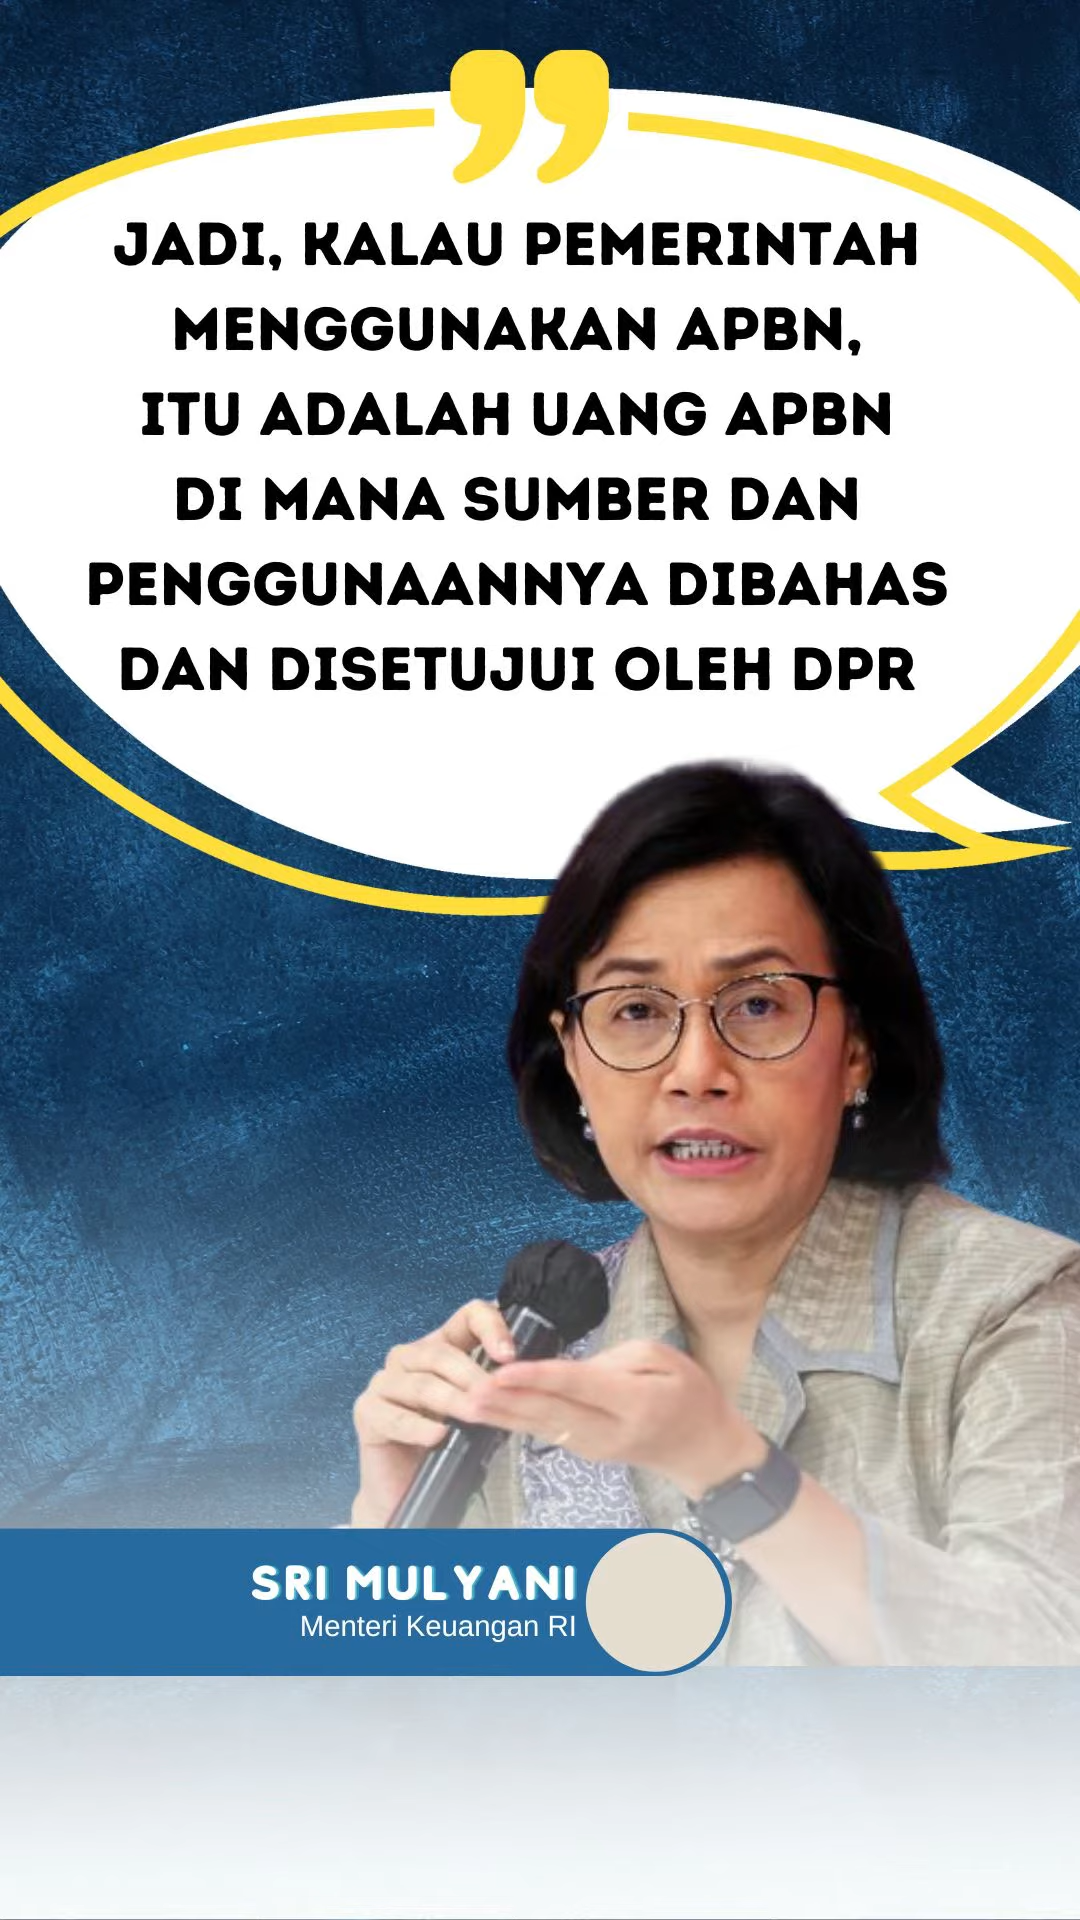 JADI, KALAU PEMERINTAH
MENGGUNAKAN APBN,
ITU ADALAH UANG APBN
DI MANA SUMBER DAN
PENGGUNAANNYA DIBAHAS
DAN DISETUJUI OLEH DPR
SRI MULYANI
Menteri Keuangan RI